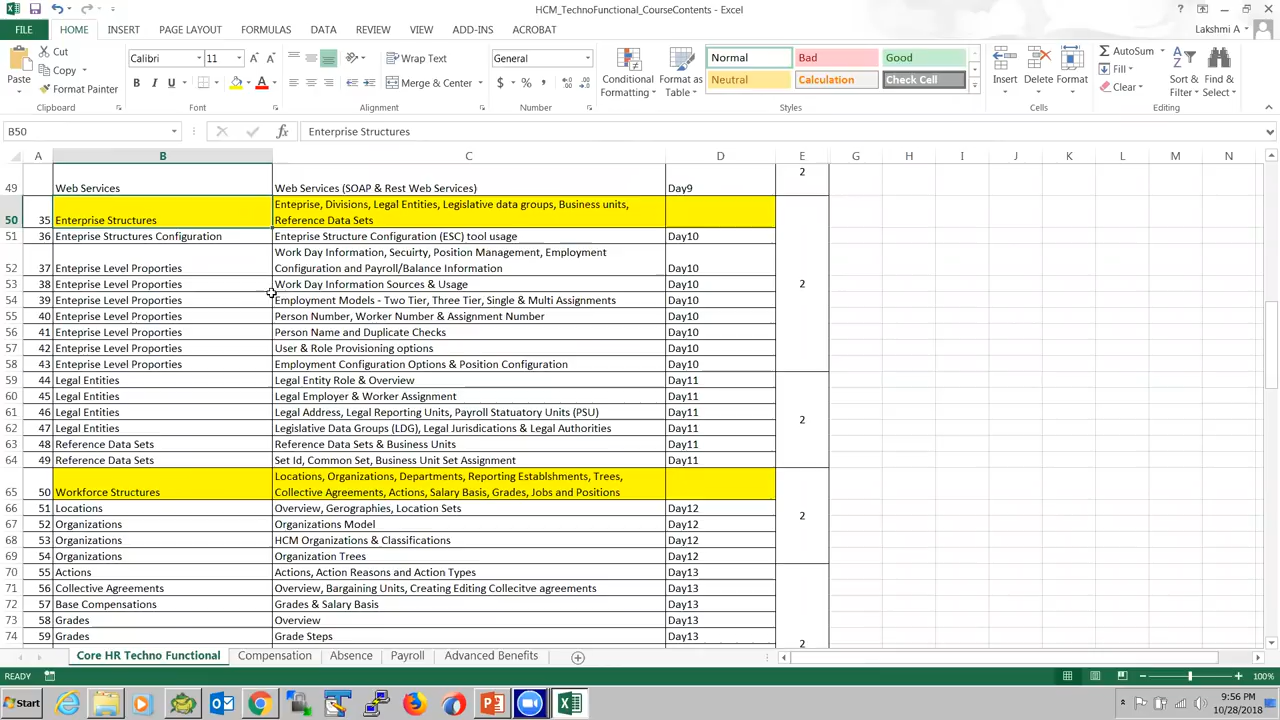 HCM_TechnoFunctional_CourseContents - Excel
FILE HOME INSERT PAGE LAYOUT FORMULAS DATA REVIEW VIEW ADD-INS ACROBAT Lakshmi A
Paste Cut Copy Format Painter Clipboard
Calibri 11 Font
Wrap Text Merge & Center Alignment
General Number
Conditional Formatting Format as Table
Normal Bad Good
Neutral Calculation Check Cell
Styles
Insert Delete Format Cells
AutoSum Fill Clear Sort & Filter Find & Select Editing
B50 Enterprise Structures
A B C D E G H I J K L M N
2
49 Web Services Web Services (SOAP & Rest Web Services) Day9
50 35 Enterprise Structures Enteprise, Divisions, Legal Entities, Legislative data groups, Business units,
Reference Data Sets
51 36 Enteprise Structures Configuration Enteprise Structure Configuration (ESC) tool usage Day10
52 37 Enteprise Level Proporties Work Day Information, Secuirty, Position Management, Employment
Configuration and Payroll/Balance Information Day10
53 38 Enteprise Level Proporties Work Day Information Sources & Usage Day10 2
54 39 Enteprise Level Proporties Employment Models - Two Tier, Three Tier, Single & Multi Assignments Day10
55 40 Enteprise Level Proporties Person Number, Worker Number & Assignment Number Day10
56 41 Enteprise Level Proporties Person Name and Duplicate Checks Day10
57 42 Enteprise Level Proporties User & Role Provisioning options Day10
58 43 Enteprise Level Proporties Employment Configuration Options & Position Configuration Day10
59 44 Legal Entities Legal Entity Role & Overview Day11
60 45 Legal Entities Legal Employer & Worker Assignment Day11
61 46 Legal Entities Legal Address, Legal Reporting Units, Payroll Statuatory Units (PSU) Day11 2
62 47 Legal Entities Legislative Data Groups (LDG), Legal Jurisdications & Legal Authorities Day11
63 48 Reference Data Sets Reference Data Sets & Business Units Day11
64 49 Reference Data Sets Set Id, Common Set, Business Unit Set Assignment Day11
65 50 Workforce Structures Locations, Organizations, Departments, Reporting Establshments, Trees,
Collective Agreements, Actions, Salary Basis, Grades, Jobs and Positions
66 51 Locations Overview, Gerographies, Location Sets Day12 2
67 52 Organizations Organizations Model Day12
68 53 Organizations HCM Organizations & Classifications Day12
69 54 Organizations Organization Trees Day12
70 55 Actions Actions, Action Reasons and Action Types Day13
71 56 Collective Agreements Overview, Bargaining Units, Creating Editing Collecitve agreements Day13
72 57 Base Compensations Grades & Salary Basis Day13
73 58 Grades Overview Day13
74 59 Grades Grade Steps Day13 2
Core HR Techno Functional Compensation Absence Payroll Advanced Benefits
READY 100%
Start 9:56 PM
10/28/2018